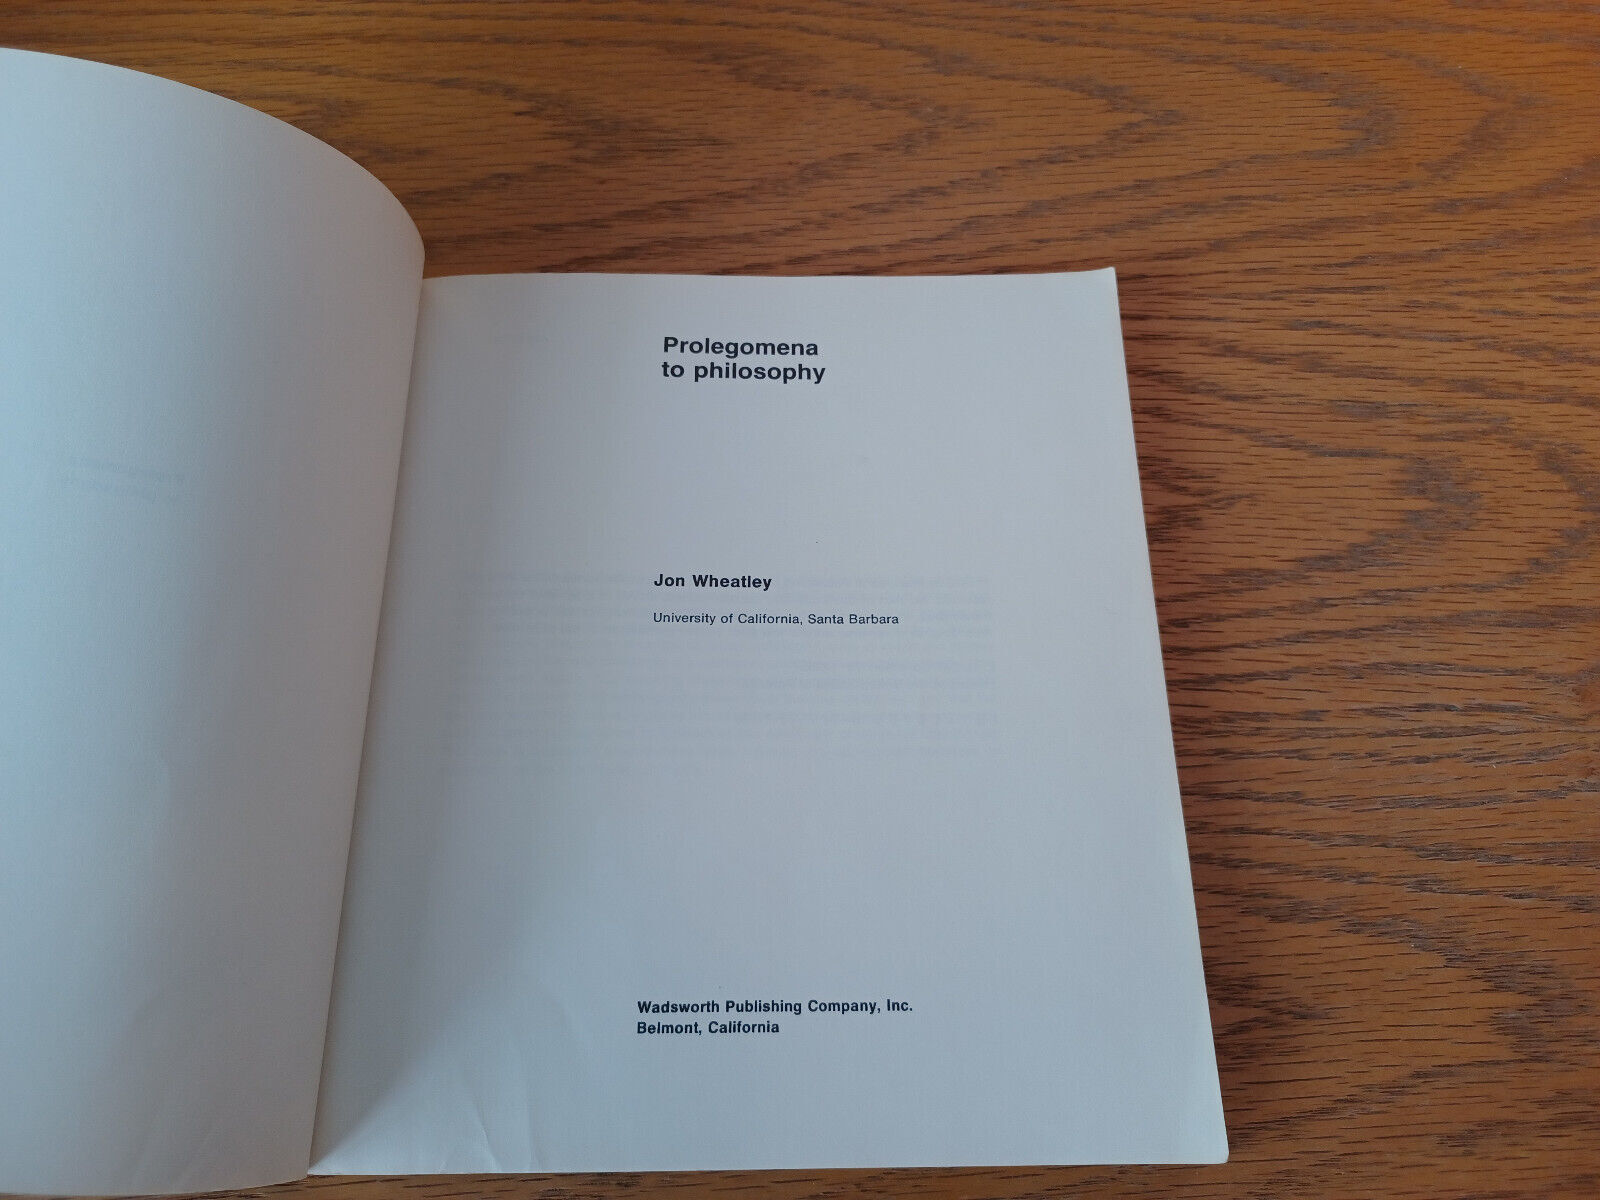 Prolegomena
to philosophy
Jon Wheatley
University of California, Santa Barbara
Wadsworth Publishing Company, Inc.
Belmont, California